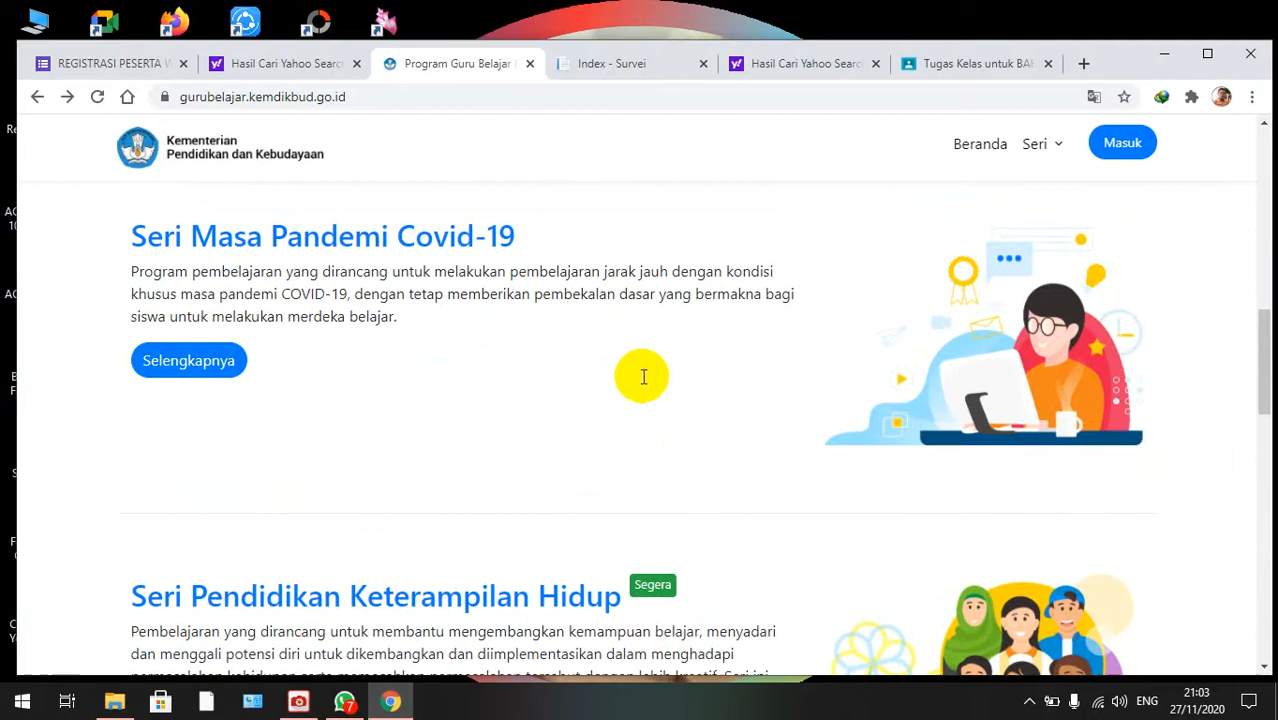 REGISTRASI PESERTA W
Hasil Cari Yahoo Searc
Program Guru Belajar
Index - Survei
Hasil Cari Yahoo Searc
Tugas Kelas untuk BAH
gurubelajar.kemdikbud.go.id
Kementerian
Pendidikan dan Kebudayaan
Beranda
Seri
Masuk
Seri Masa Pandemi Covid-19
Program pembelajaran yang dirancang untuk melakukan pembelajaran jarak jauh dengan kondisi
khusus masa pandemi COVID-19, dengan tetap memberikan pembekalan dasar yang bermakna bagi
siswa untuk melakukan merdeka belajar.
Selengkapnya
Seri Pendidikan Keterampilan Hidup
Segera
Pembelajaran yang dirancang untuk membantu mengembangkan kemampuan belajar, menyadari
dan menggali potensi diri untuk dikembangkan dan diimplementasikan dalam menghadapi
7
ENG
21:03
27/11/2020